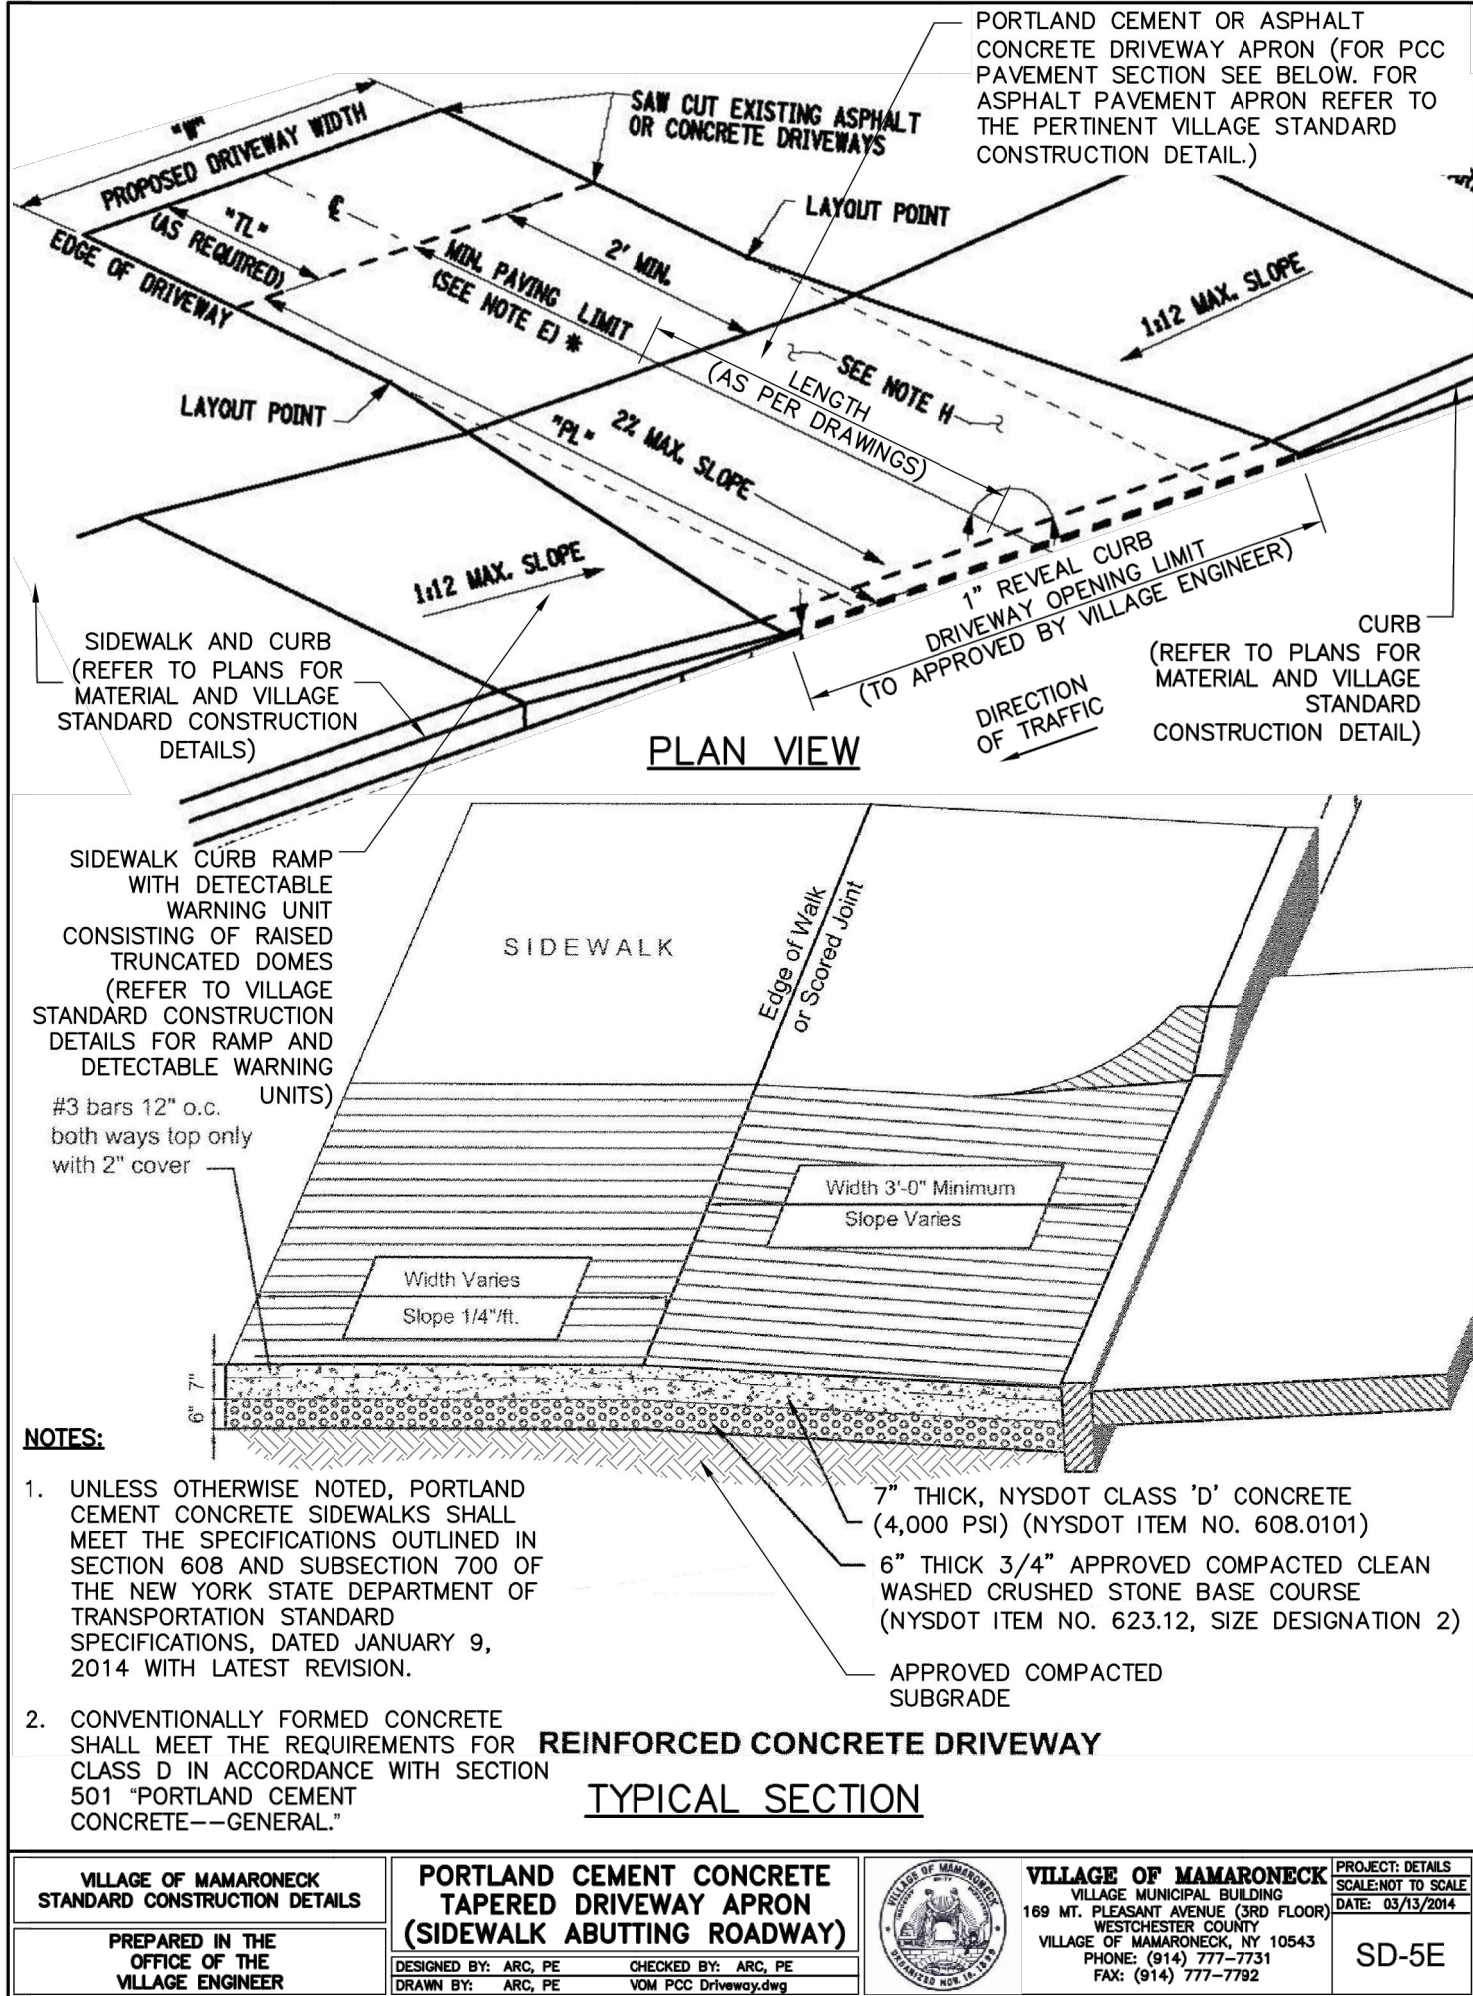 PORTLAND CEMENT OR ASPHALT
CONCRETE DRIVEWAY APRON (FOR PCC
PAVEMENT SECTION SEE BELOW. FOR
ASPHALT PAVEMENT APRON REFER TO
THE PERTINENT VILLAGE STANDARD
CONSTRUCTION DETAIL.)
"W"
PROPOSED DRIVEWAY WIDTH
SAW CUT EXISTING ASPHALT
OR CONCRETE DRIVEWAYS
"TL"
(AS REQUIRED)
EDGE OF DRIVEWAY
℄
LAYOUT POINT
2' MIN.
MIN. PAVING LIMIT
(SEE NOTE E) *
1:12 MAX. SLOPE
SEE NOTE H
LENGTH
(AS PER DRAWINGS)
LAYOUT POINT
"PL"
2% MAX. SLOPE
1:12 MAX. SLOPE
1" REVEAL CURB
DRIVEWAY OPENING LIMIT
(TO APPROVED BY VILLAGE ENGINEER)
SIDEWALK AND CURB
(REFER TO PLANS FOR
MATERIAL AND VILLAGE
STANDARD CONSTRUCTION
DETAILS)
CURB
(REFER TO PLANS FOR
MATERIAL AND VILLAGE
STANDARD
CONSTRUCTION DETAIL)
DIRECTION
OF TRAFFIC
PLAN VIEW
SIDEWALK CURB RAMP
WITH DETECTABLE
WARNING UNIT
CONSISTING OF RAISED
TRUNCATED DOMES
(REFER TO VILLAGE
STANDARD CONSTRUCTION
DETAILS FOR RAMP AND
DETECTABLE WARNING
UNITS)
SIDEWALK
Edge of Walk
or Scored Joint
#3 bars 12" o.c.
both ways top only
with 2" cover
Width 3'-0" Minimum
Slope Varies
Width Varies
Slope 1/4"/ft.
7"
6"
NOTES:
1. UNLESS OTHERWISE NOTED, PORTLAND
CEMENT CONCRETE SIDEWALKS SHALL
MEET THE SPECIFICATIONS OUTLINED IN
SECTION 608 AND SUBSECTION 700 OF
THE NEW YORK STATE DEPARTMENT OF
TRANSPORTATION STANDARD
SPECIFICATIONS, DATED JANUARY 9,
2014 WITH LATEST REVISION.
2. CONVENTIONALLY FORMED CONCRETE
SHALL MEET THE REQUIREMENTS FOR
CLASS D IN ACCORDANCE WITH SECTION
501 "PORTLAND CEMENT
CONCRETE--GENERAL."
7" THICK, NYSDOT CLASS 'D' CONCRETE
(4,000 PSI) (NYSDOT ITEM NO. 608.0101)
6" THICK 3/4" APPROVED COMPACTED CLEAN
WASHED CRUSHED STONE BASE COURSE
(NYSDOT ITEM NO. 623.12, SIZE DESIGNATION 2)
APPROVED COMPACTED
SUBGRADE
REINFORCED CONCRETE DRIVEWAY
TYPICAL SECTION
VILLAGE OF MAMARONECK
STANDARD CONSTRUCTION DETAILS
PREPARED IN THE
OFFICE OF THE
VILLAGE ENGINEER
PORTLAND CEMENT CONCRETE
TAPERED DRIVEWAY APRON
(SIDEWALK ABUTTING ROADWAY)
DESIGNED BY: ARC, PE CHECKED BY: ARC, PE
DRAWN BY: ARC, PE VOM PCC Driveway.dwg
VILLAGE OF MAMARONECK
ORGANIZED NOV. 19, 1895
VILLAGE OF MAMARONECK
VILLAGE MUNICIPAL BUILDING
169 MT. PLEASANT AVENUE (3RD FLOOR)
WESTCHESTER COUNTY
VILLAGE OF MAMARONECK, NY 10543
PHONE: (914) 777-7731
FAX: (914) 777-7792
PROJECT: DETAILS
SCALE:NOT TO SCALE
DATE: 03/13/2014
SD-5E